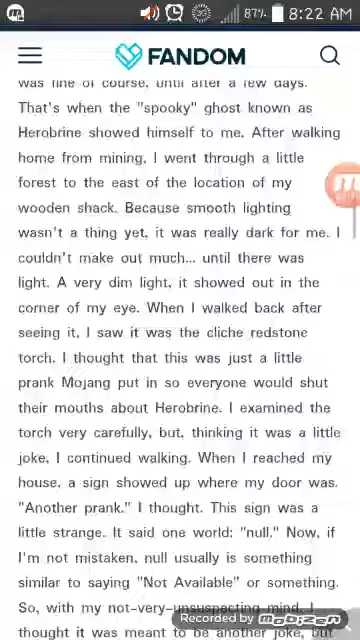 87% 8:22 AM
FANDOM
was fine of course, until after a few days.
That's when the "spooky" ghost known as
Herobrine showed himself to me. After walking
home from mining, I went through a little
forest to the east of the location of my
wooden shack. Because smooth lighting
wasn't a thing yet, it was really dark for me. I
couldn't make out much... until there was
light. A very dim light, it showed out in the
corner of my eye. When I walked back after
seeing it, I saw it was the cliche redstone
torch. I thought that this was just a little
prank Mojang put in so everyone would shut
their mouths about Herobrine. I examined the
torch very carefully, but, thinking it was a little
joke, I continued walking. When I reached my
house, a sign showed up where my door was.
"Another prank." I thought. This sign was a
little strange. It said one world: "null." Now, if
I'm not mistaken, null usually is something
similar to saying "Not Available" or something.
So, with my not-very-unsuspecting mind, I
Recorded by MOBIZEN
thought it was meant to be another joke, but